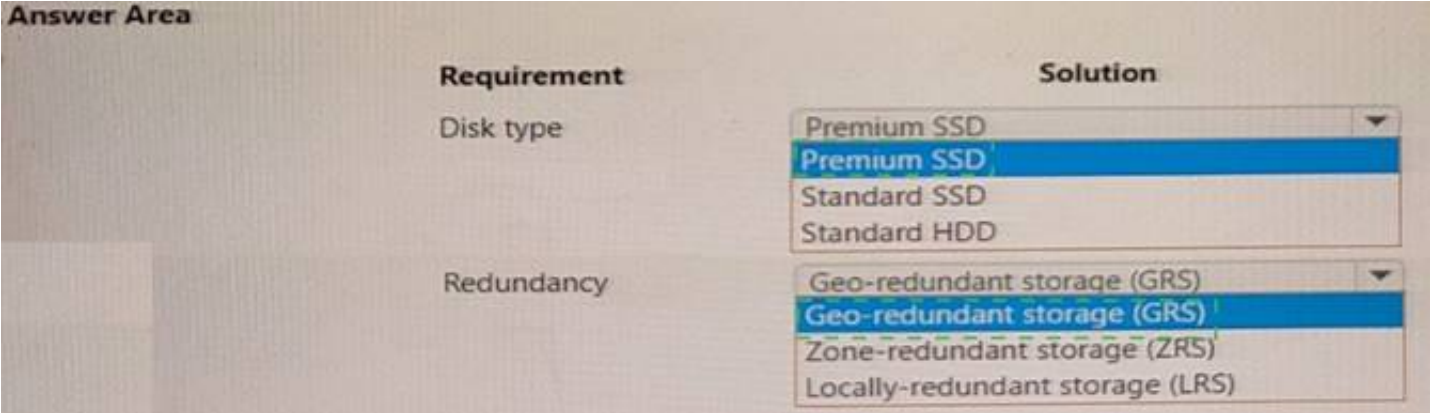 Answer Area
Requirement Solution
Disk type Premium SSD
Premium SSD
Standard SSD
Standard HDD
Redundancy Geo-redundant storage (GRS)
Geo-redundant storage (GRS)
Zone-redundant storage (ZRS)
Locally-redundant storage (LRS)